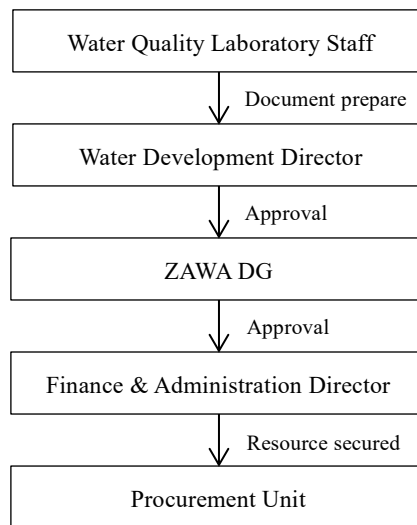 Water Quality Laboratory Staff
Document prepare
Water Development Director
Approval
ZAWA DG
Approval
Finance & Administration Director
Resource secured
Procurement Unit